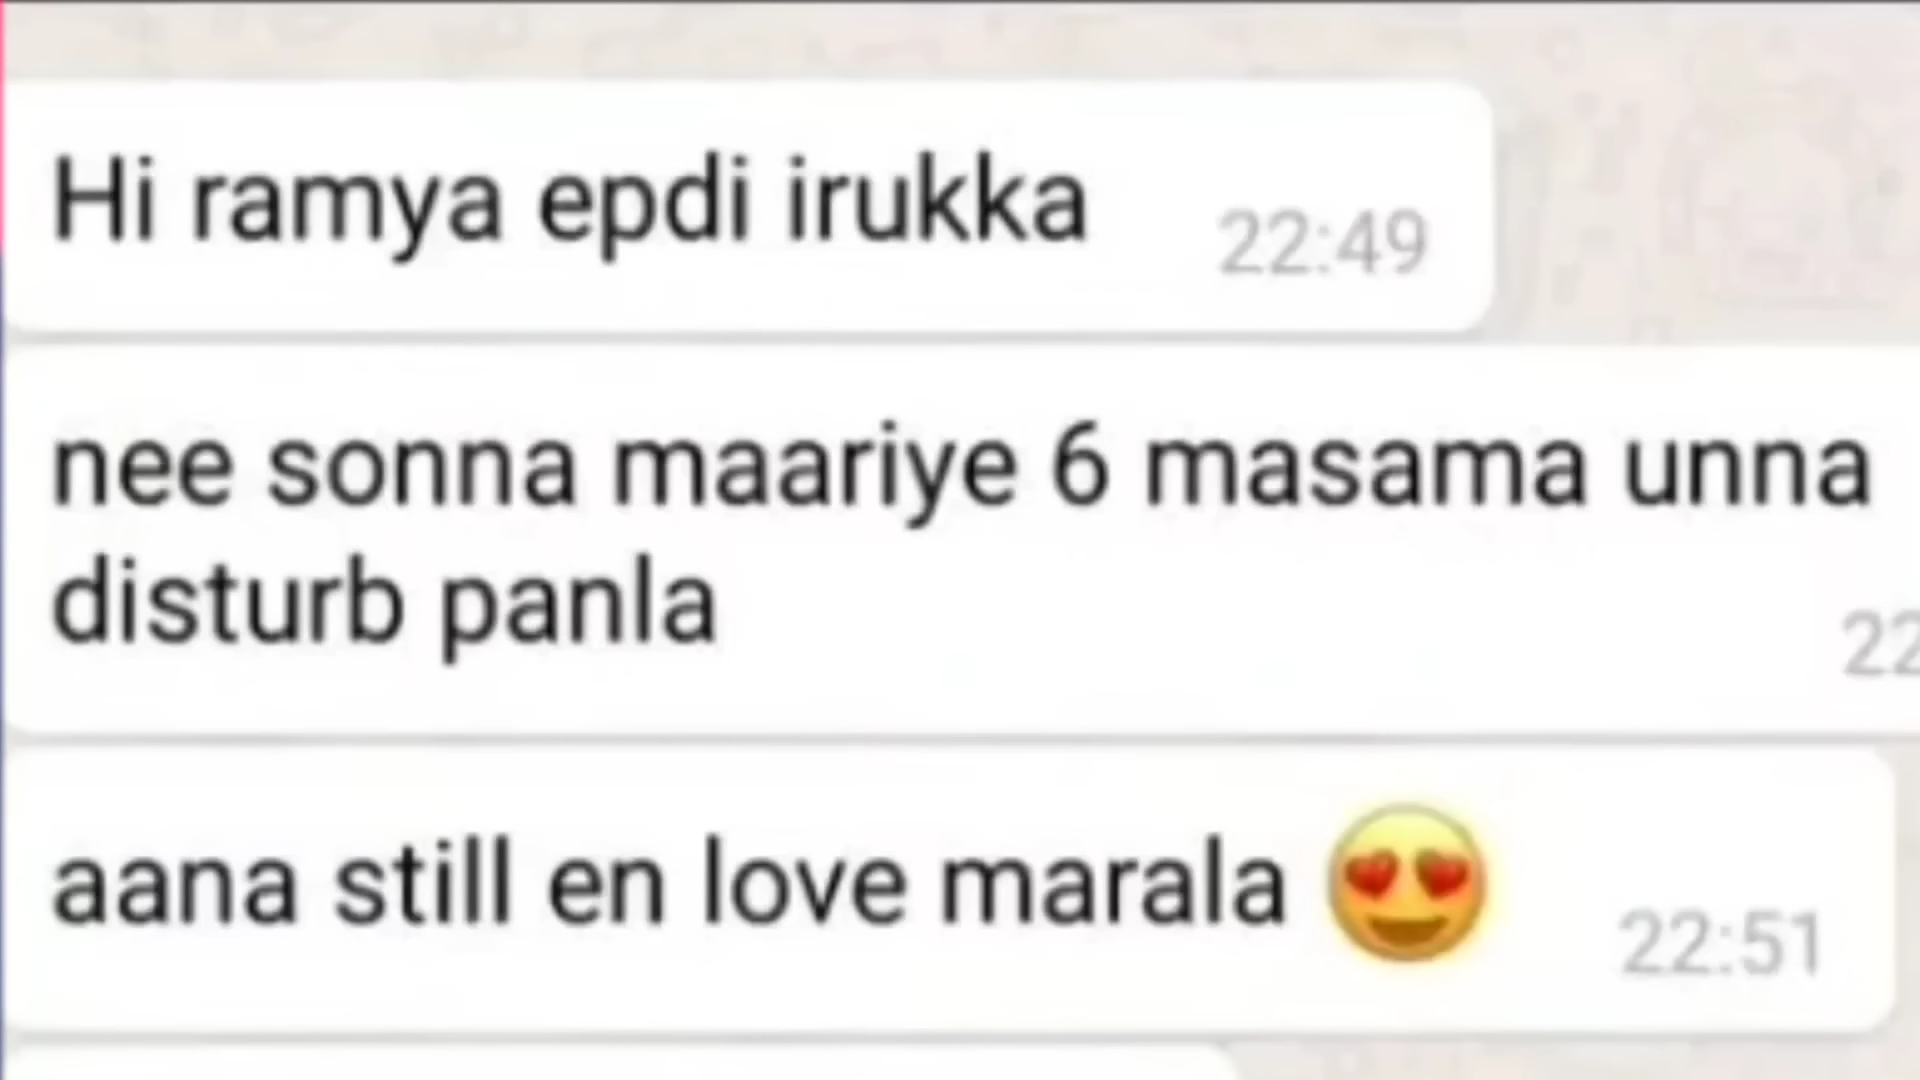 Hi ramya epdi irukka
22:49
nee sonna maariye 6 masama unna
disturb panla
22
aana still en love marala 😍
22:51